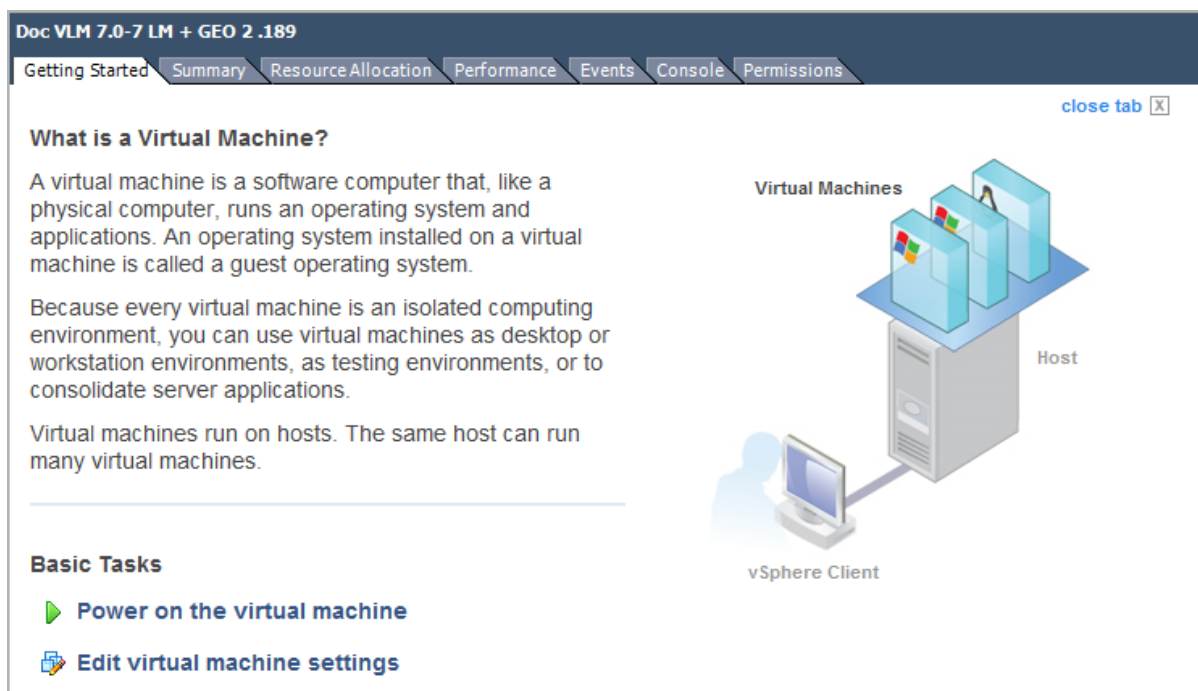 Doc VLM 7.0-7 LM + GEO 2 .189
Getting Started Summary Resource Allocation Performance Events Console Permissions
close tab X
What is a Virtual Machine?
A virtual machine is a software computer that, like a
physical computer, runs an operating system and
applications. An operating system installed on a virtual
machine is called a guest operating system.
Because every virtual machine is an isolated computing
environment, you can use virtual machines as desktop or
workstation environments, as testing environments, or to
consolidate server applications.
Virtual machines run on hosts. The same host can run
many virtual machines.
Virtual Machines
Host
vSphere Client
Basic Tasks
Power on the virtual machine
Edit virtual machine settings